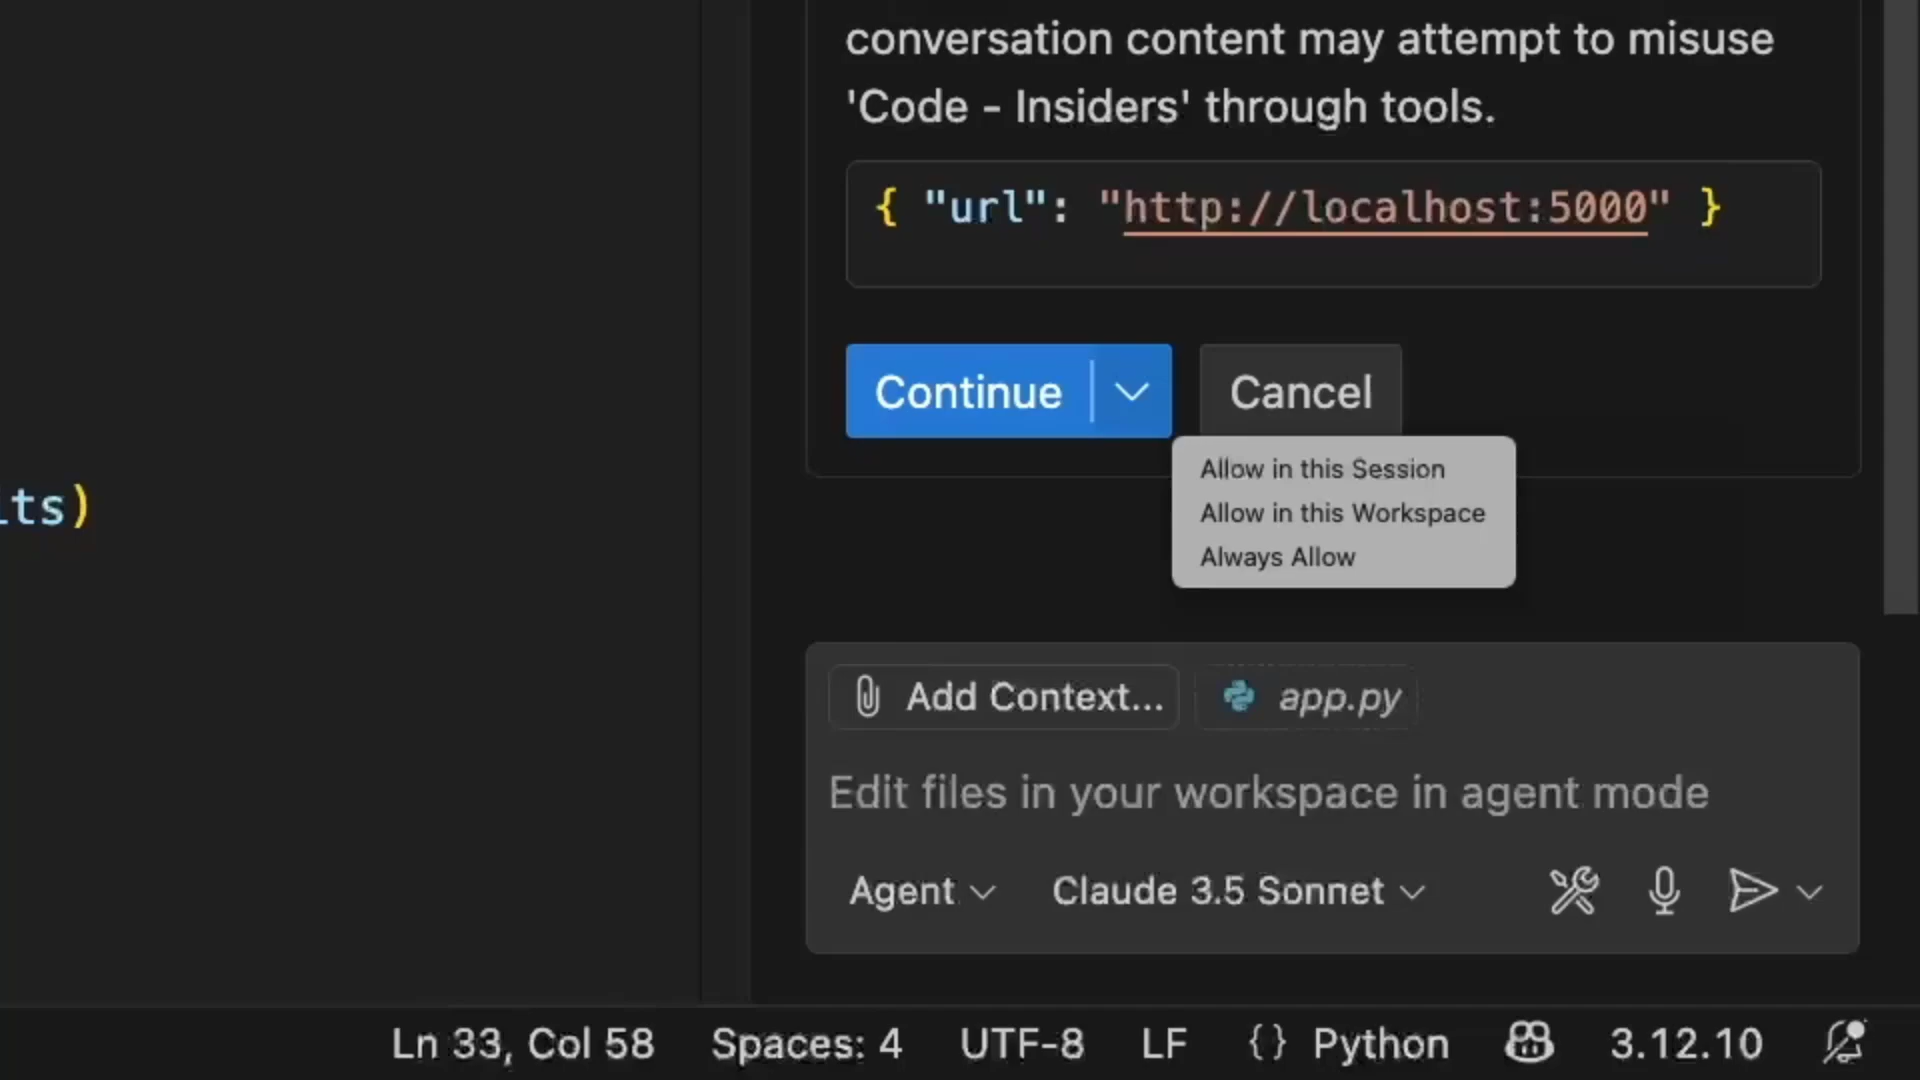 conversation content may attempt to misuse
'Code - Insiders' through tools.
{ "url": "http://localhost:5000" }
Continue
Cancel
Allow in this Session
Allow in this Workspace
Always Allow
ts)
Add Context...
app.py
Edit files in your workspace in agent mode
Agent
Claude 3.5 Sonnet
Ln 33, Col 58
Spaces: 4
UTF-8
LF
{} Python
3.12.10